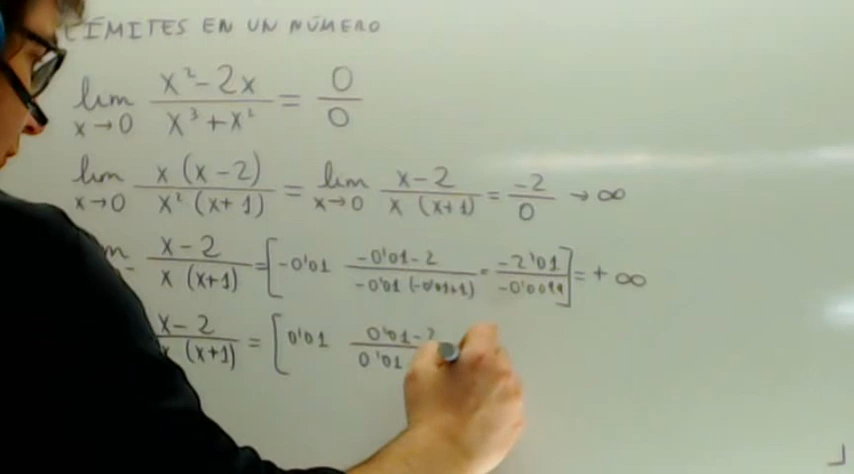 LÍMITES EN UN NÚMERO
lim x→0 x²-2x / x³+x² = 0/0
lim x→0 x(x-2) / x²(x+1) = lim x→0 x-2 / x(x+1) = -2/0 → ∞
x-2 / x(x+1) = [-0'01 -0'01-2 / -0'01(-0'01+1) = -2'01 / -0'0099] = +∞
x-2 / x(x+1) = [0'01 0'01-2 / 0'01